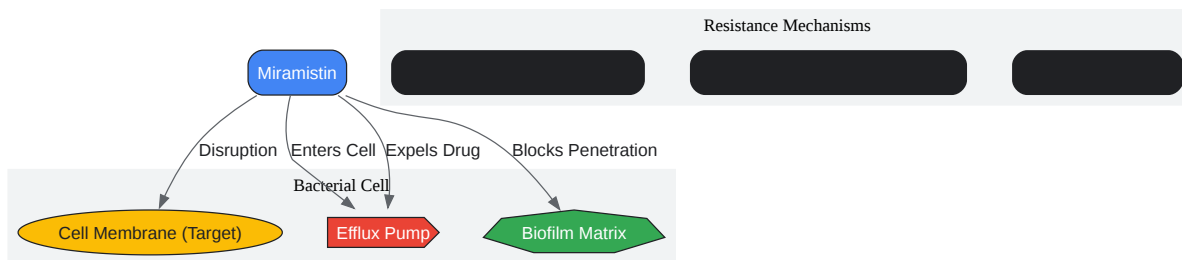 Resistance Mechanisms
Miramistin
Disruption
Enters Cell
Expels Drug
Blocks Penetration
Bacterial Cell
Cell Membrane (Target)
Efflux Pump
Biofilm Matrix